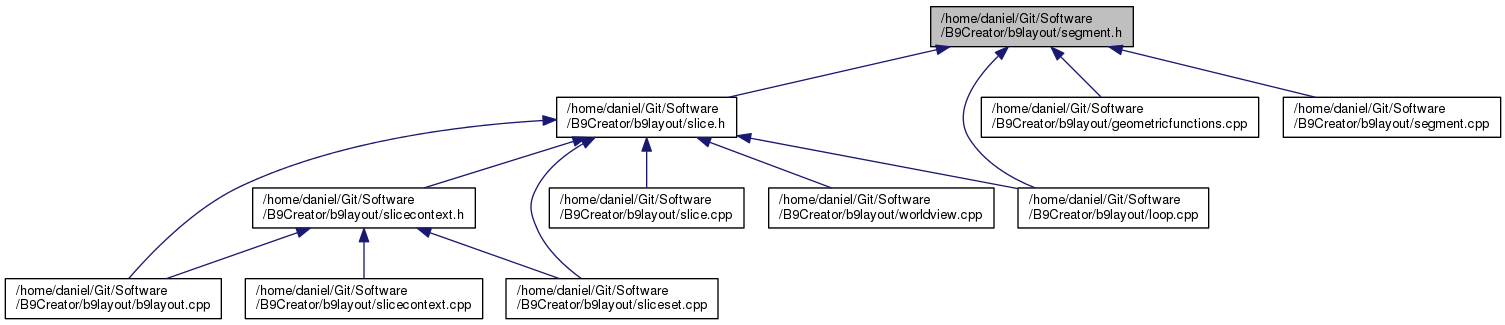 /home/daniel/Git/Software
/B9Creator/b9layout/segment.h
/home/daniel/Git/Software
/B9Creator/b9layout/slice.h
/home/daniel/Git/Software
/B9Creator/b9layout/geometricfunctions.cpp
/home/daniel/Git/Software
/B9Creator/b9layout/segment.cpp
/home/daniel/Git/Software
/B9Creator/b9layout/slicecontext.h
/home/daniel/Git/Software
/B9Creator/b9layout/slice.cpp
/home/daniel/Git/Software
/B9Creator/b9layout/worldview.cpp
/home/daniel/Git/Software
/B9Creator/b9layout/loop.cpp
/home/daniel/Git/Software
/B9Creator/b9layout/b9layout.cpp
/home/daniel/Git/Software
/B9Creator/b9layout/slicecontext.cpp
/home/daniel/Git/Software
/B9Creator/b9layout/sliceset.cpp